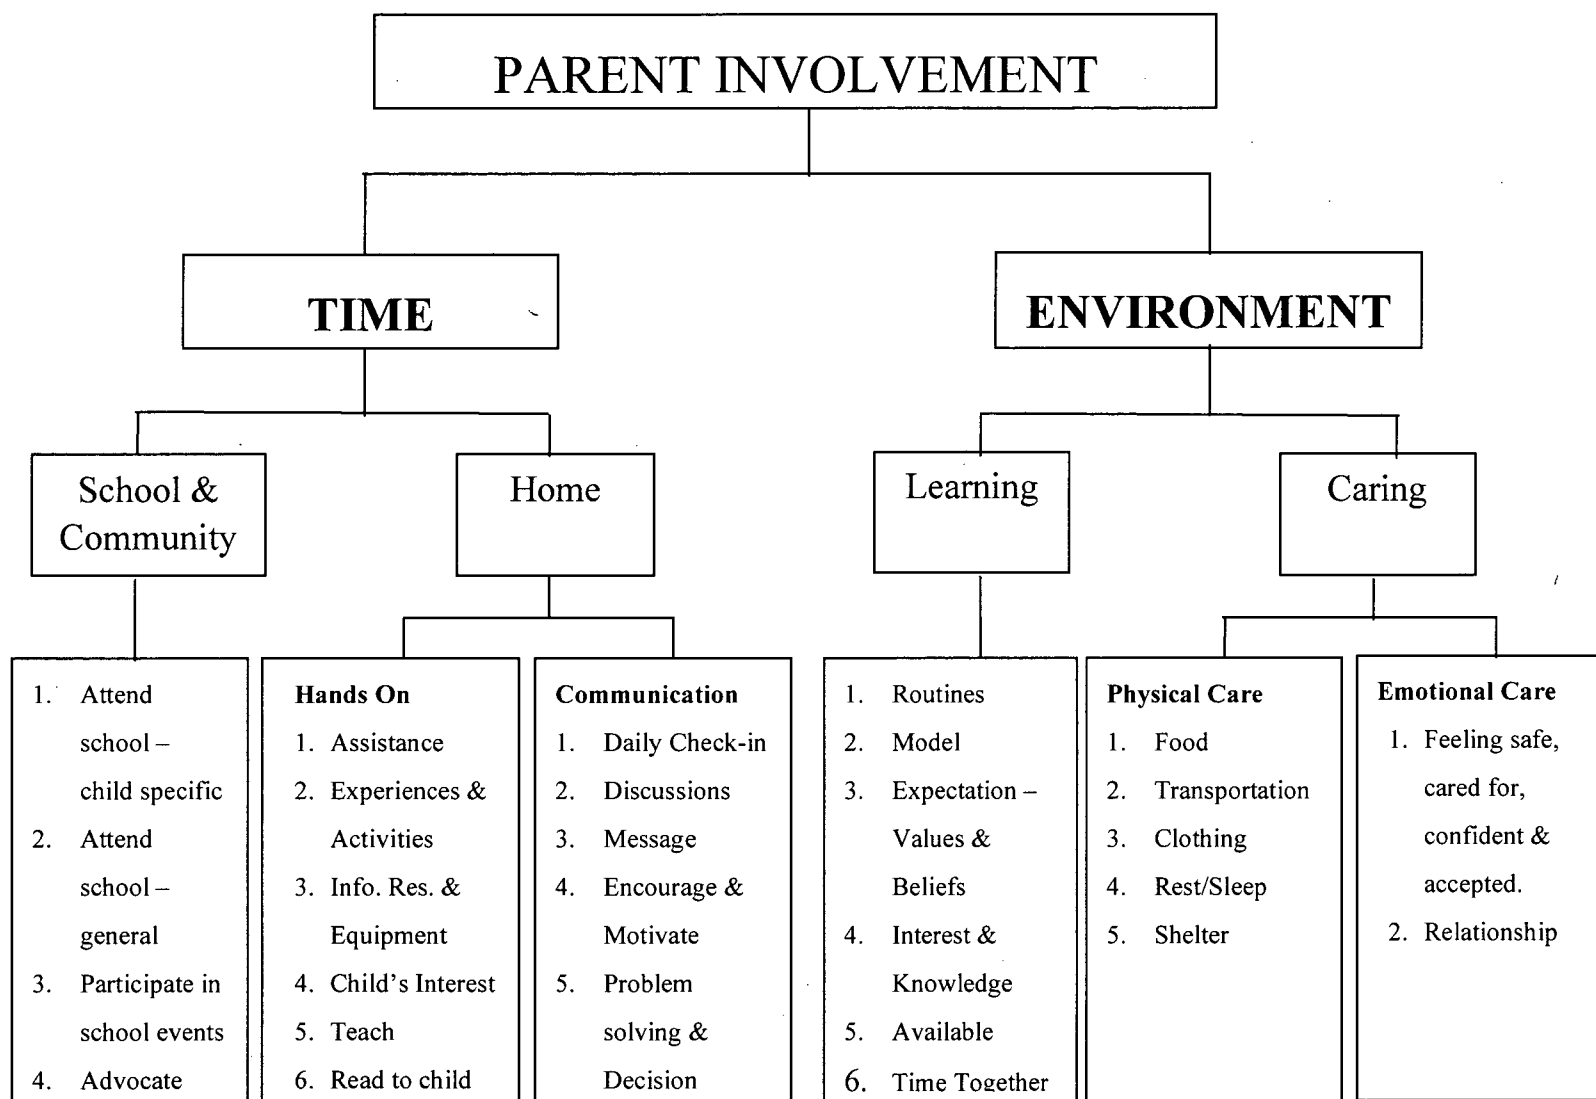 PARENT INVOLVEMENT
TIME
ENVIRONMENT
School &
Community
Home
Learning
Caring
1. Attend
school –
child specific
2. Attend
school –
general
3. Participate in
school events
4. Advocate
Hands On
1. Assistance
2. Experiences &
Activities
3. Info. Res. &
Equipment
4. Child's Interest
5. Teach
6. Read to child
Communication
1. Daily Check-in
2. Discussions
3. Message
4. Encourage &
Motivate
5. Problem
solving &
Decision
1. Routines
2. Model
3. Expectation –
Values &
Beliefs
4. Interest &
Knowledge
5. Available
6. Time Together
Physical Care
1. Food
2. Transportation
3. Clothing
4. Rest/Sleep
5. Shelter
Emotional Care
1. Feeling safe,
cared for,
confident &
accepted.
2. Relationship